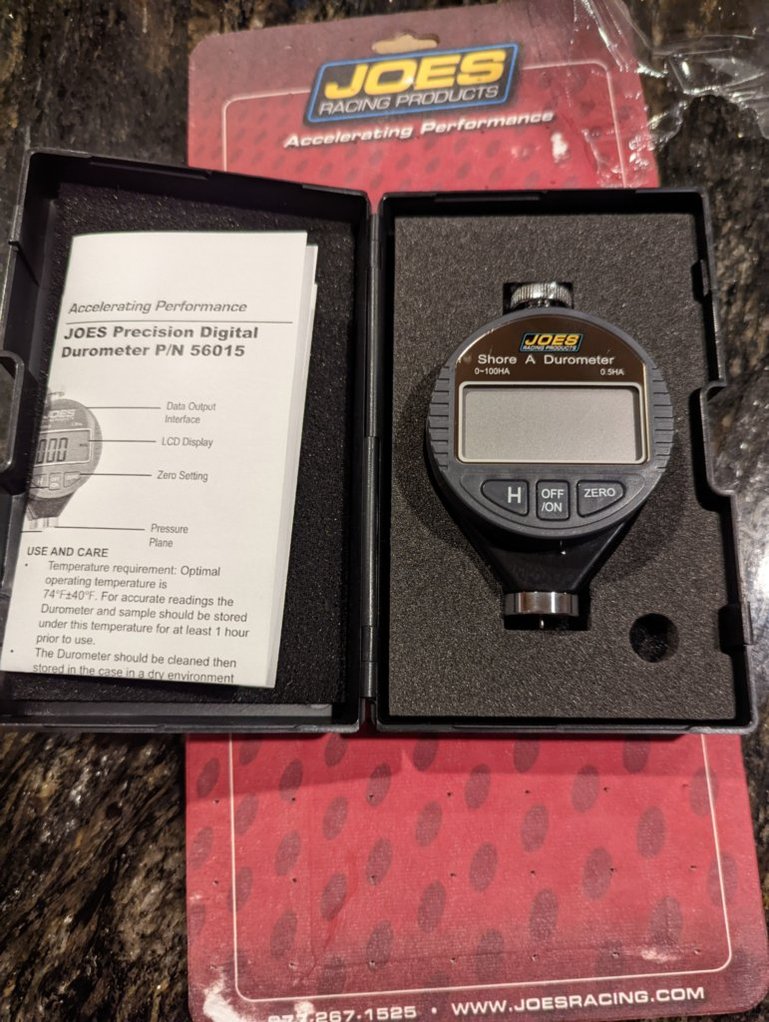 JOES
RACING PRODUCTS
Accelerating Performance
Accelerating Performance
JOES Precision Digital
Durometer P/N 56015
JOES
Data Output
Interface
LCD Display
Zero Setting
Pressure
Plane
USE AND CARE
• Temperature requirement: Optimal
operating temperature is
74°F±40°F. For accurate readings the
Durometer and sample should be stored
under this temperature for at least 1 hour
prior to use.
• The Durometer should be cleaned then
stored in the case in a dry environment
JOES
RACING PRODUCTS
Shore A Durometer
0~100HA 0.5HA
H OFF
/ON ZERO
877·267·1525 • WWW.JOESRACING.COM